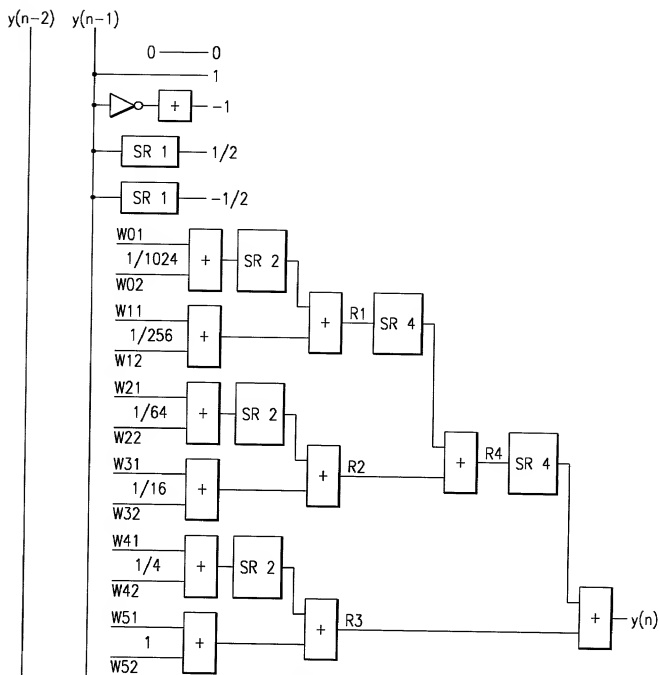 y(n-2) y(n-1)
0 0
1
+ -1
SR 1 1/2
SR 1 -1/2
W01
1/1024 + SR 2
W02
W11 R1
1/256 + + SR 4
W12
W21
1/64 + SR 2
W22
W31 R2 R4
1/16 + + + SR 4
W32
W41
1/4 + SR 2
W42
W51 R3
1 + + + y(n)
W52